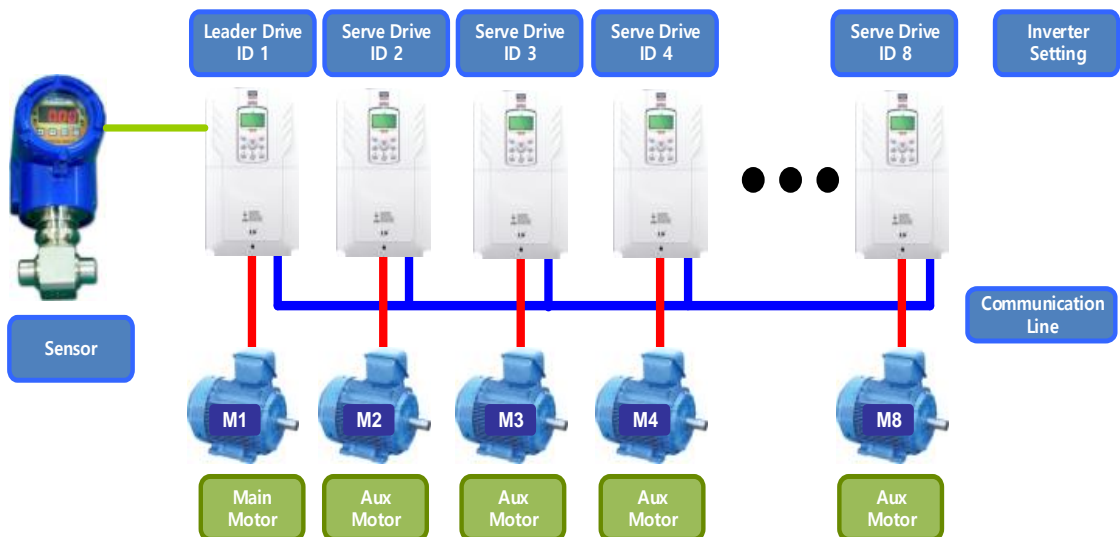 Leader Drive
ID 1
Serve Drive
ID 2
Serve Drive
ID 3
Serve Drive
ID 4
Serve Drive
ID 8
Inverter
Setting
Sensor
Communication
Line
M1
M2
M3
M4
M8
Main
Motor
Aux
Motor
Aux
Motor
Aux
Motor
Aux
Motor